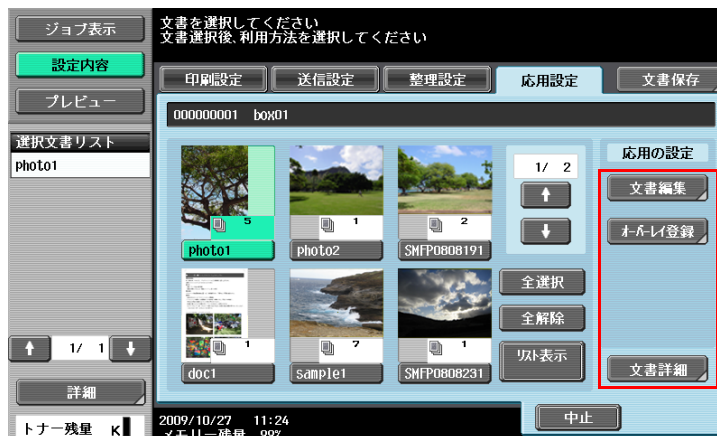 ジョブ表示
設定内容
プレビュー
選択文書リスト
photo1
1/ 1
詳細
トナー残量 K
文書を選択してください
文書選択後、利用方法を選択してください
印刷設定
送信設定
整理設定
応用設定
文書保存
000000001 box01
5
photo1
1
photo2
2
SMFP0808191
1
doc1
7
sample1
1
SMFP0808231
1/ 2
全選択
全解除
リスト表示
応用の設定
文書編集
オーバーレイ登録
文書詳細
中止
2009/10/27 11:24
メモリー残量 99%